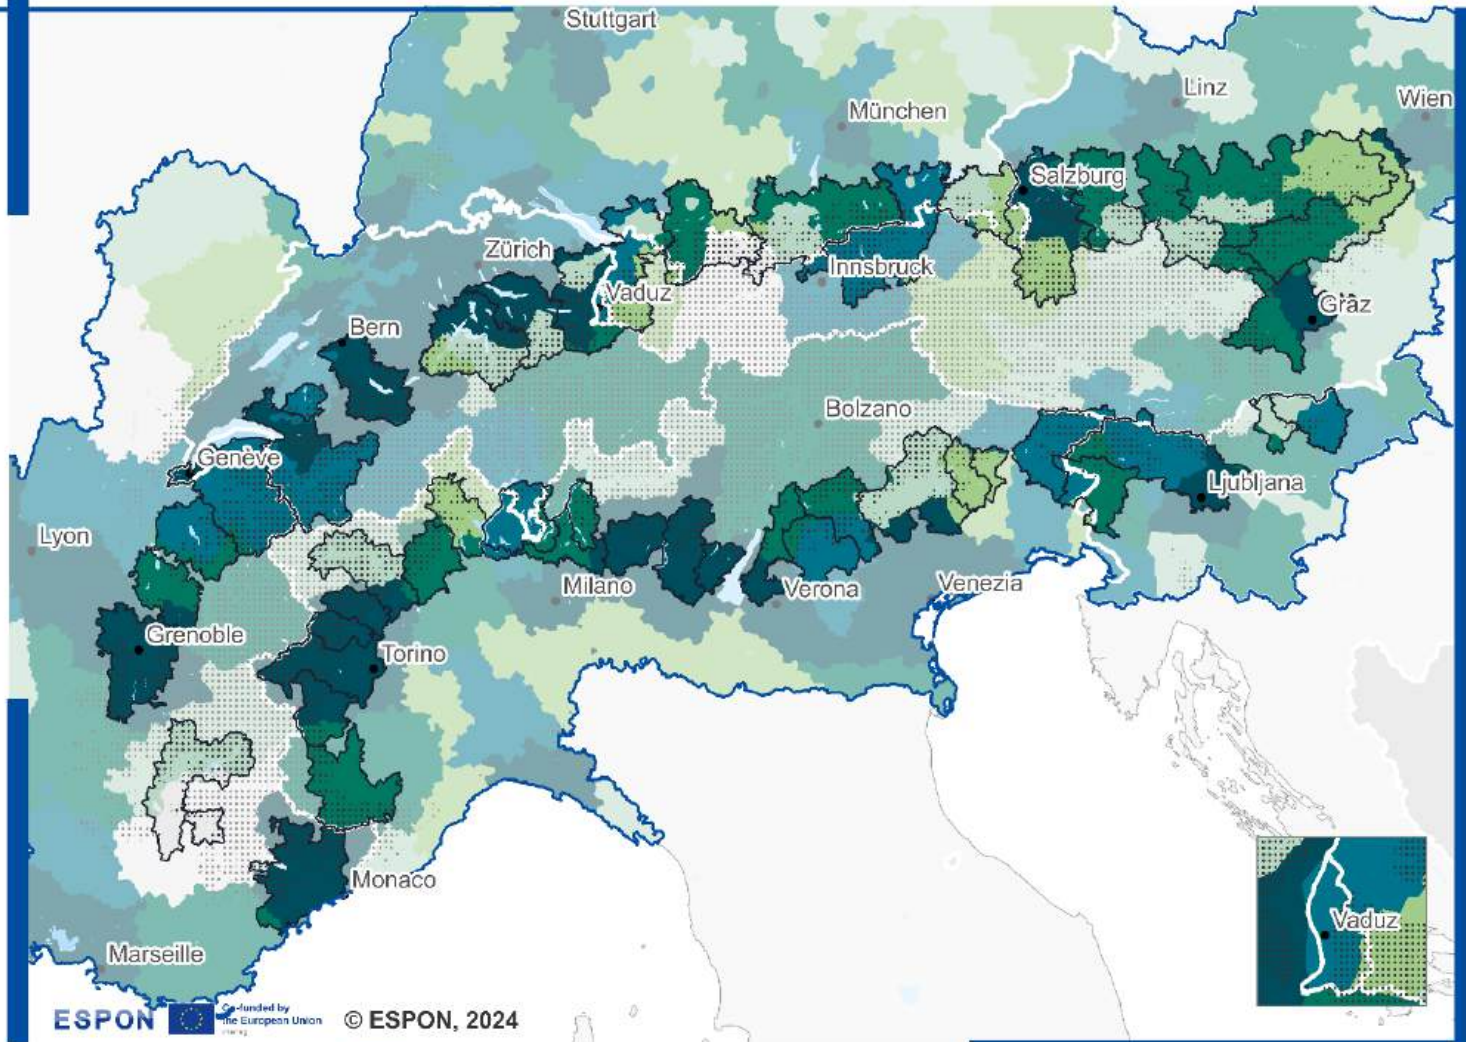 Stuttgart
Linz
Wien
München
Salzburg
Zürich
Innsbruck
Vaduz
Graz
Bern
Bolzano
Genève
Ljubljana
Lyon
Milano
Verona
Venezia
Grenoble
Torino
Monaco
Vaduz
Marseille
ESPON
Co-funded by
the European Union
© ESPON, 2024